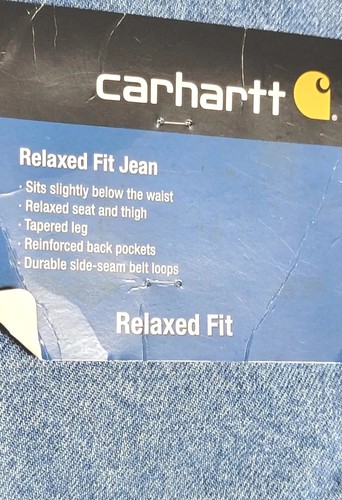 carhartt
Relaxed Fit Jean
· Sits slightly below the waist
· Relaxed seat and thigh
· Tapered leg
· Reinforced back pockets
· Durable side-seam belt loops
Relaxed Fit